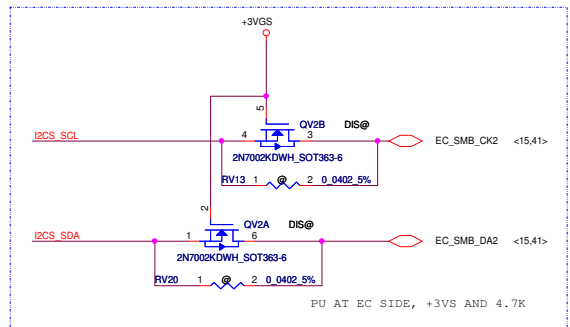 +3VGS
5
QV2B DIS@
I2CS_SCL 4 3 EC_SMB_CK2 <15,41>
2N7002KDWH_SOT363-6
RV13 1 @ 2 0_0402_5%
2
QV2A DIS@
I2CS_SDA 1 6 EC_SMB_DA2 <15,41>
2N7002KDWH_SOT363-6
RV20 1 @ 2 0_0402_5%
PU AT EC SIDE, +3VS AND 4.7K